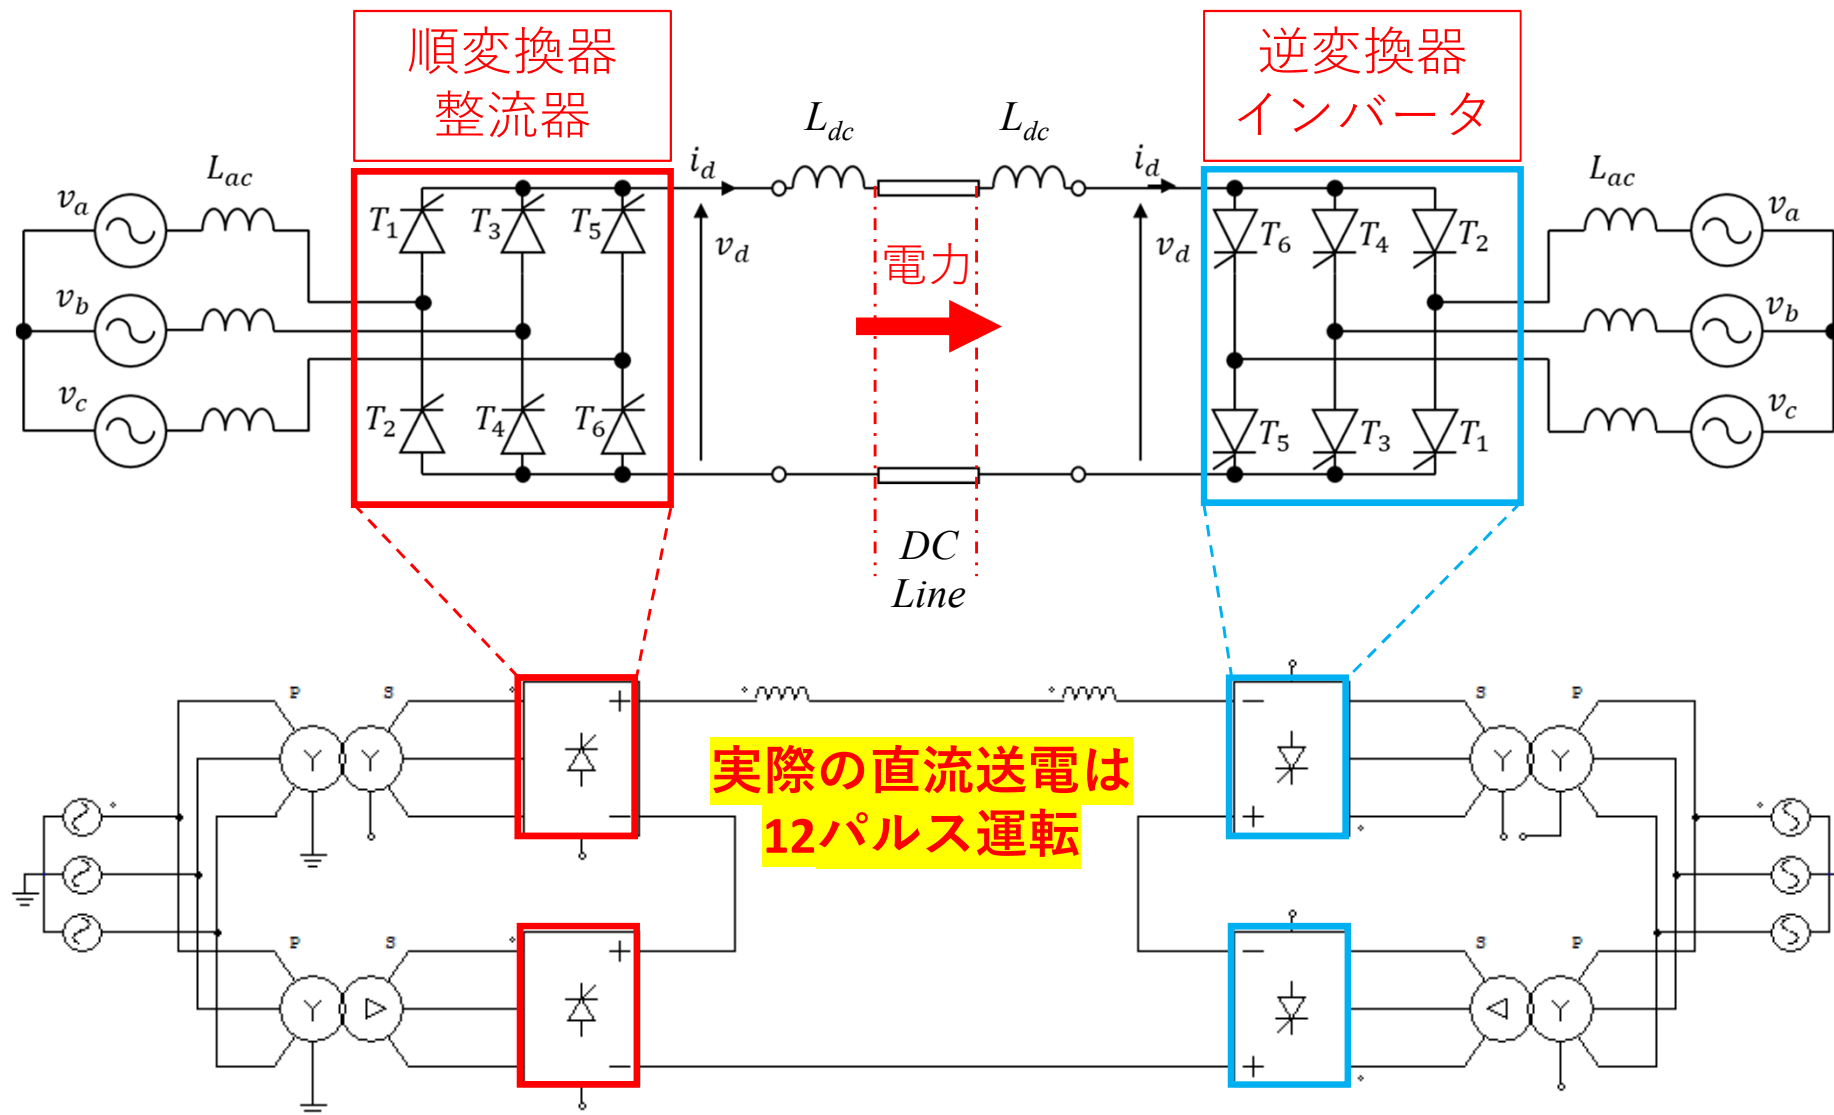 順変換器
整流器
逆変換器
インバータ
L_dc
L_dc
i_d
i_d
L_ac
L_ac
v_a
T_1
T_3
T_5
v_d
電力
v_d
T_6
T_4
T_2
v_a
v_b
v_b
v_c
T_2
T_4
T_6
T_5
T_3
T_1
v_c
DC
Line
P
S
+
−
S
P
Y
Y
Y
Y
実際の直流送電は
12パルス運転
−
+
P
S
+
−
S
P
Y
Y
−
+